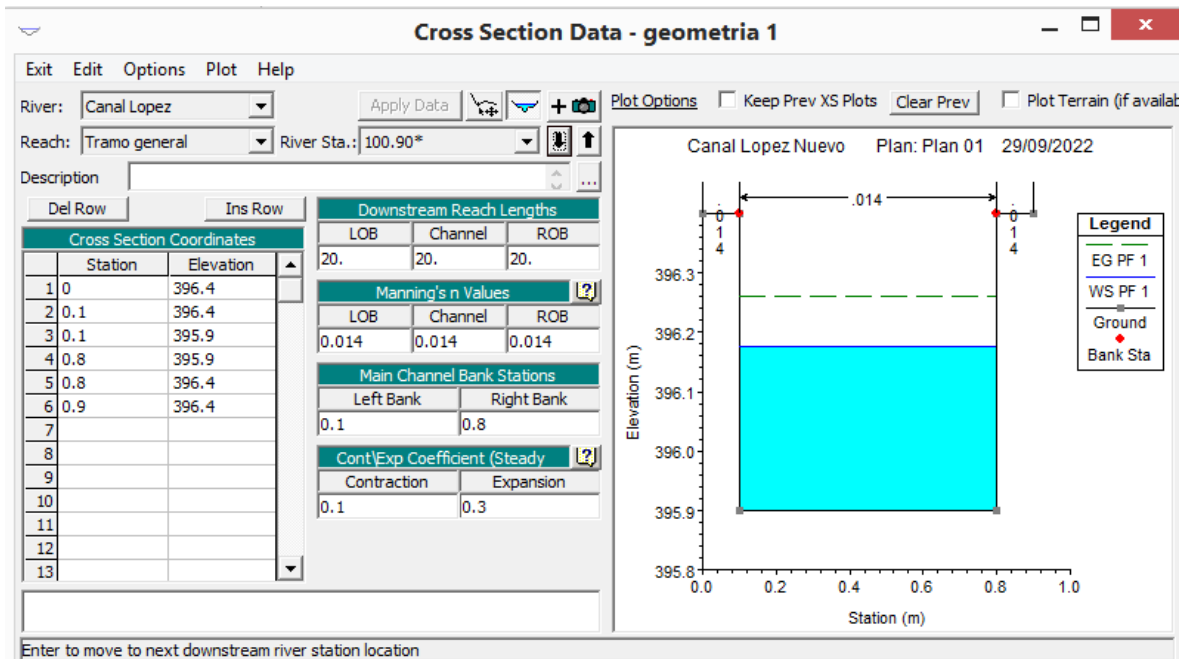 Cross Section Data - geometria 1
Exit Edit Options Plot Help
River: Canal Lopez Apply Data
Reach: Tramo general River Sta.: 100.90*
Description ...
Del Row Ins Row
Cross Section Coordinates
Station Elevation
1 0 396.4
2 0.1 396.4
3 0.1 395.9
4 0.8 395.9
5 0.8 396.4
6 0.9 396.4
7
8
9
10
11
12
13
Downstream Reach Lengths
LOB Channel ROB
20. 20. 20.
Manning's n Values
LOB Channel ROB
0.014 0.014 0.014
Main Channel Bank Stations
Left Bank Right Bank
0.1 0.8
Cont\Exp Coefficient (Steady
Contraction Expansion
0.1 0.3
Plot Options Keep Prev XS Plots Clear Prev Plot Terrain (if availab
Canal Lopez Nuevo Plan: Plan 01 29/09/2022
.014 .014 .014
Legend
EG PF 1
WS PF 1
Ground
Bank Sta
Elevation (m)
396.3
396.2
396.1
396.0
395.9
395.8
0.0 0.2 0.4 0.6 0.8 1.0
Station (m)
Enter to move to next downstream river station location